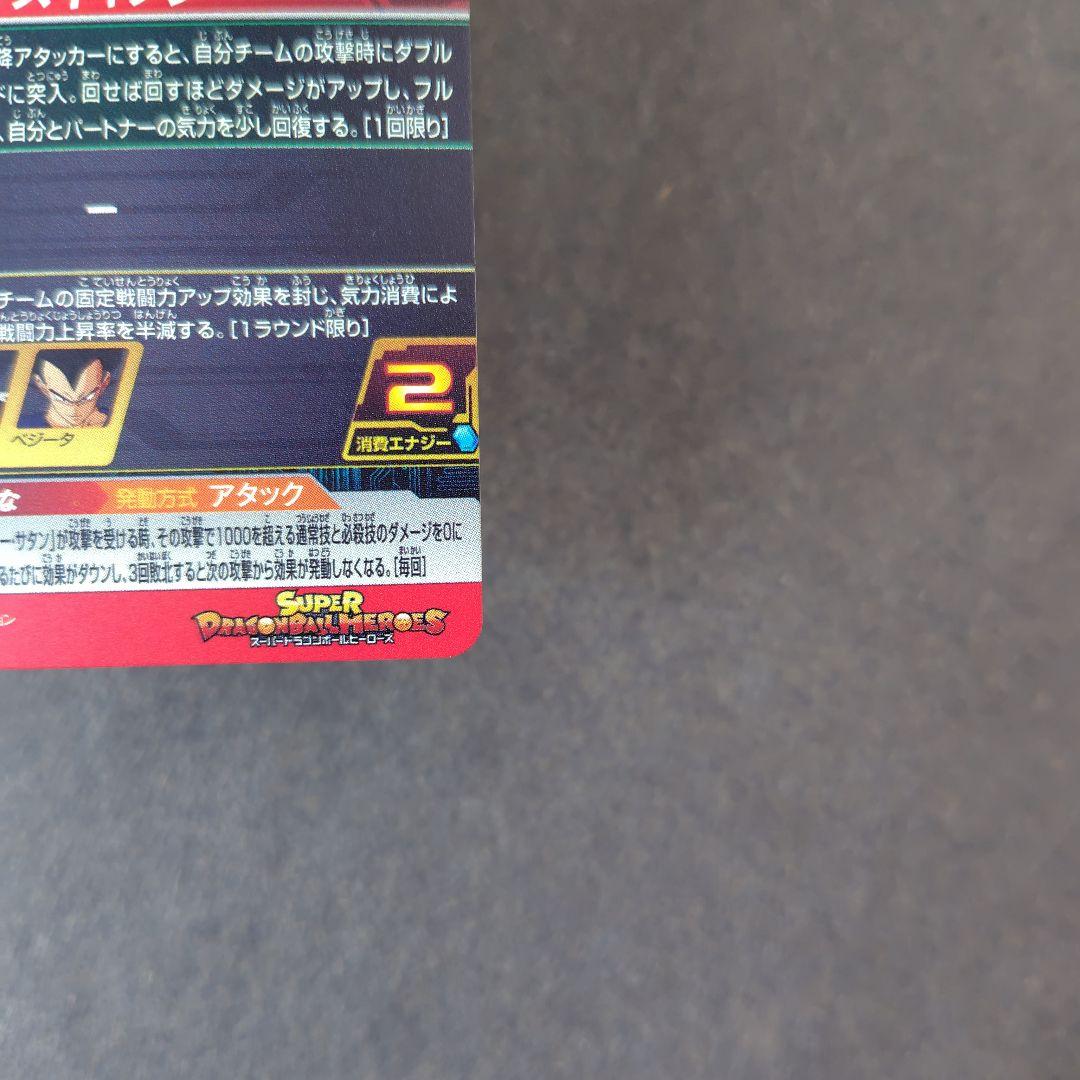 降アタッカーにすると、自分チームの攻撃時にダブル
に突入。回せば回すほどダメージがアップし、フル
、自分とパートナーの気力を少し回復する。[1回限り]
チームの固定戦闘力アップ効果を封じ、気力消費によ
戦闘力上昇率を半減する。[1ラウンド限り]
2
ベジータ
消費エナジー
な 発動方式 アタック
ー・サタン」が攻撃を受ける時、その攻撃で1000を超える通常技と必殺技のダメージを0に
るたびに効果がダウンし、3回敗北すると次の攻撃から効果が発動しなくなる。[毎回]
SUPER
DRAGONBALL HEROES
スーパードラゴンボールヒーローズ